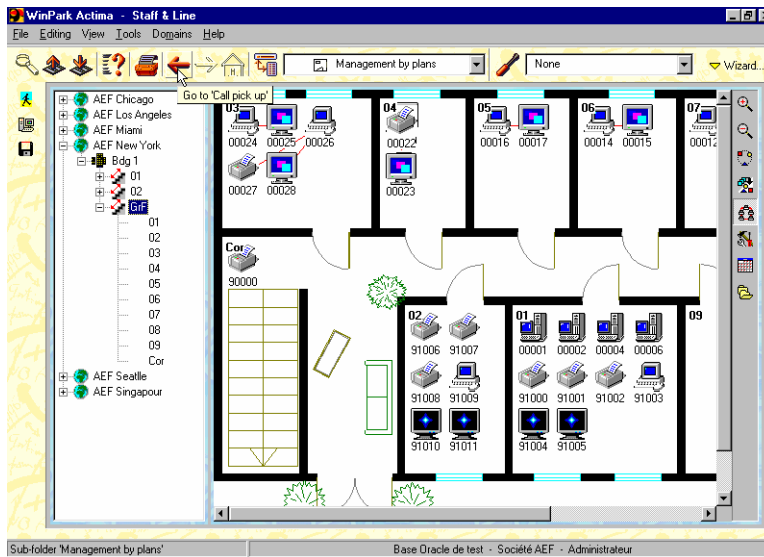 WinPark Actima - Staff & Line
File Editing View Tools Domains Help
Management by plans
None
Wizard...
Go to 'Call pick up'
AEF Chicago
AEF Los Angeles
AEF Miami
AEF New York
Bdg 1
01
02
GrF
01
02
03
04
05
06
07
08
09
Cor
AEF Seatlle
AEF Singapour
03 04 05 06 07
00024 00025 00026 00022 00016 00017 00014 00015 00012
00027 00028 00023
Cor
90000
02 01 09
91006 91007 00001 00002 00004 00006
91008 91009 91000 91001 91002 91003
91010 91011 91004 91005
Sub-folder 'Management by plans'
Base Oracle de test - Société AEF - Administrateur